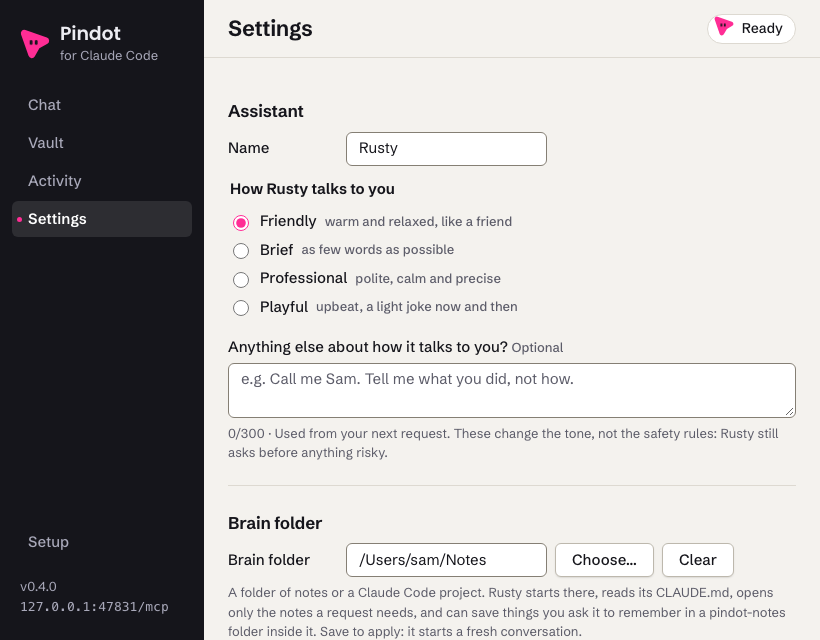 Pindot
for Claude Code
Chat
Vault
Activity
Settings
Setup
v0.4.0
127.0.0.1:47831/mcp
Settings
Ready
Assistant
Name Rusty
How Rusty talks to you
Friendly warm and relaxed, like a friend
Brief as few words as possible
Professional polite, calm and precise
Playful upbeat, a light joke now and then
Anything else about how it talks to you? Optional
e.g. Call me Sam. Tell me what you did, not how.
0/300 · Used from your next request. These change the tone, not the safety rules: Rusty still
asks before anything risky.
Brain folder
Brain folder /Users/sam/Notes Choose... Clear
A folder of notes or a Claude Code project. Rusty starts there, reads its CLAUDE.md, opens
only the notes a request needs, and can save things you ask it to remember in a pindot-notes
folder inside it. Save to apply: it starts a fresh conversation.